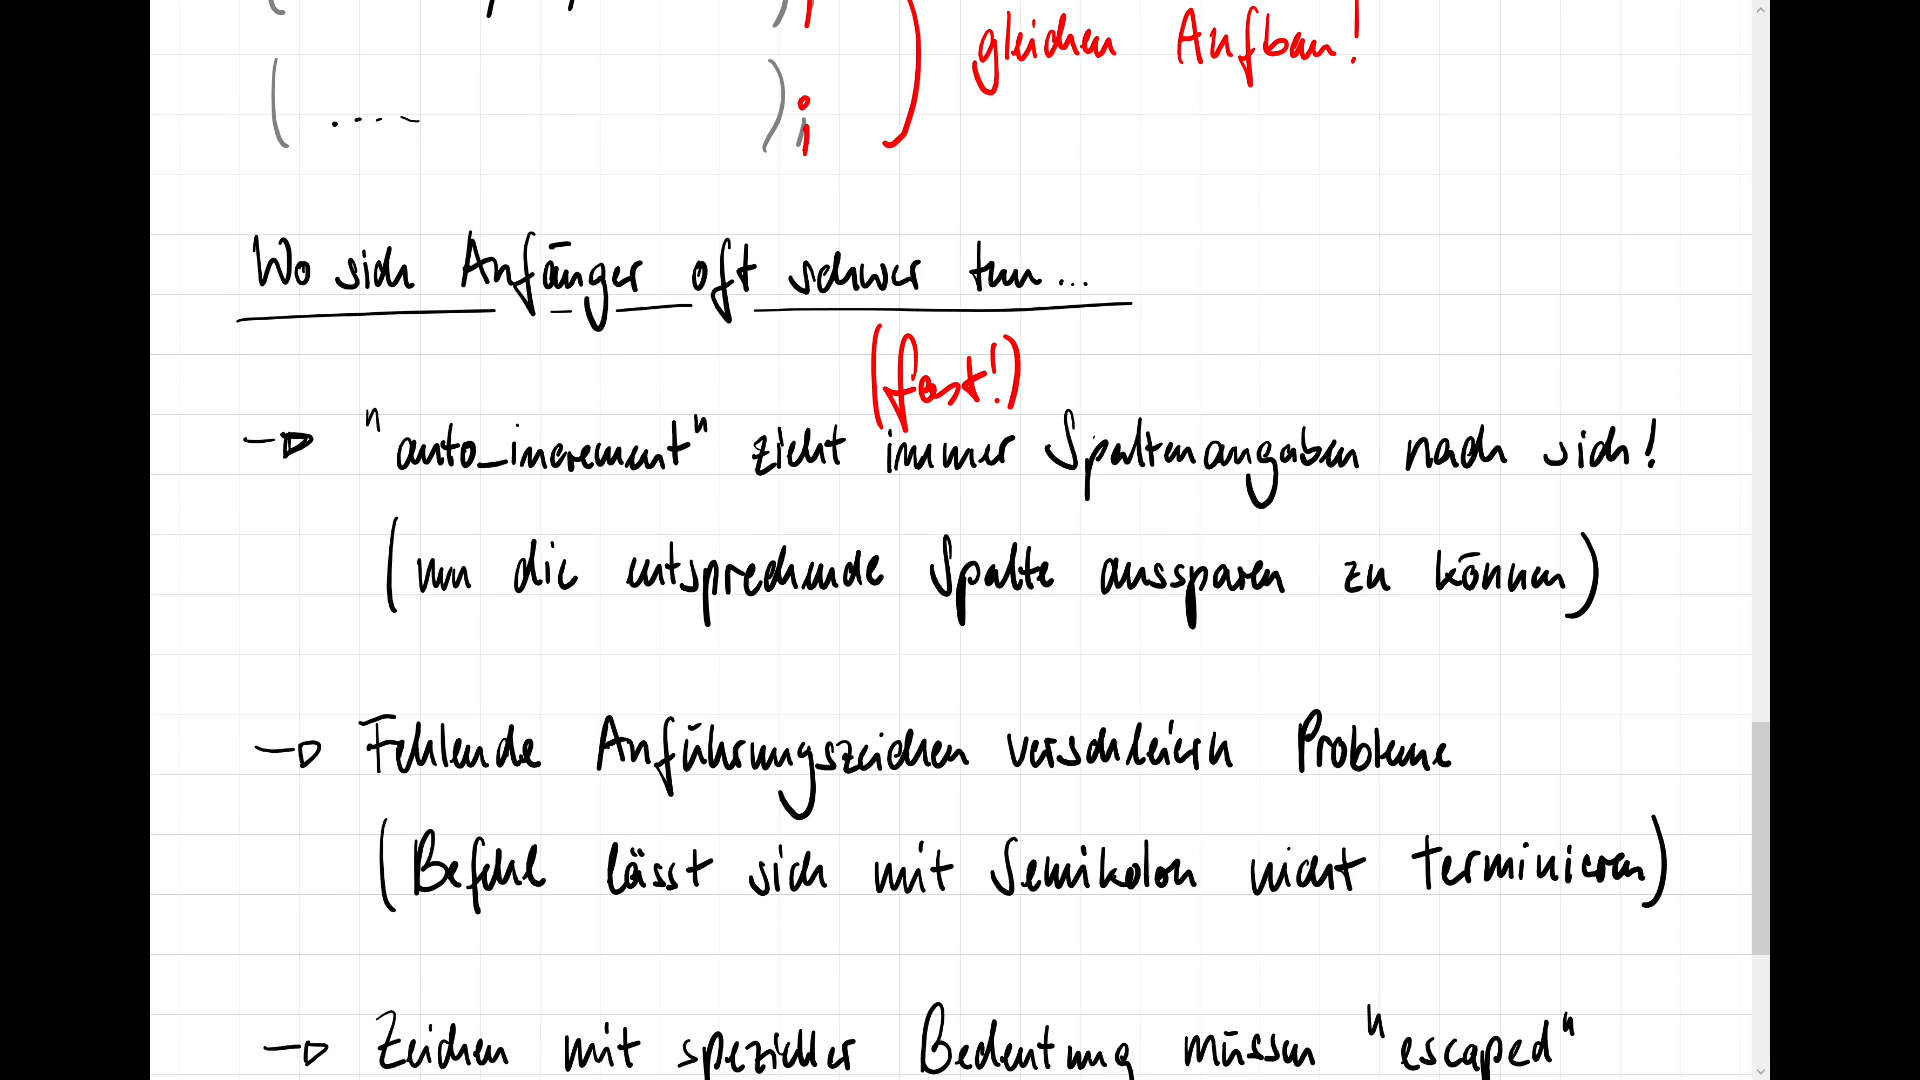 gleichen Aufbau!
( .... );
Wo sich Anfänger oft schwer tun...
(fast!)
→ "auto_increment" zieht immer Spaltenangaben nach sich!
(um die entsprechende Spalte aussparen zu können)
→ Fehlende Anführungszeichen verschleiern Probleme
(Befehl lässt sich mit Semikolon nicht terminieren)
→ Zeichen mit spezieller Bedeutung müssen "escaped"